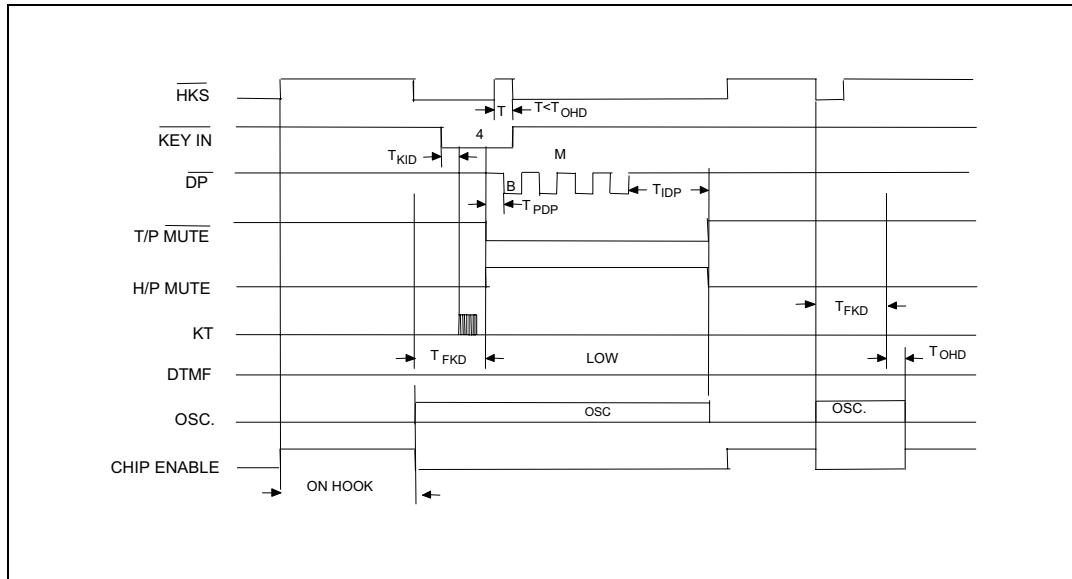 HKS
T
T<TOHD
KEY IN
4
TKID
M
DP
B
TIDP
TPDP
T/P MUTE
H/P MUTE
TFKD
KT
TFKD
LOW
TOHD
DTMF
OSC.
OSC
OSC.
CHIP ENABLE
ON HOOK